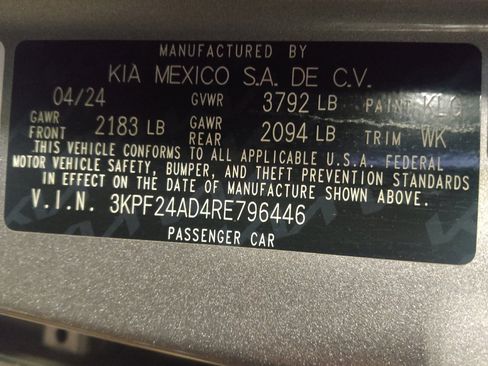 MANUFACTURED BY
KIA MEXICO S.A. DE C.V.
04/24 GVWR 3792 LB PAINT KLG
GAWR FRONT 2183 LB GAWR REAR 2094 LB TRIM WK
THIS VEHICLE CONFORMS TO ALL APPLICABLE U.S.A. FEDERAL
MOTOR VEHICLE SAFETY, BUMPER, AND THEFT PREVENTION STANDARDS
IN EFFECT ON THE DATE OF MANUFACTURE SHOWN ABOVE.
V.I.N. 3KPF24AD4RE796446
PASSENGER CAR